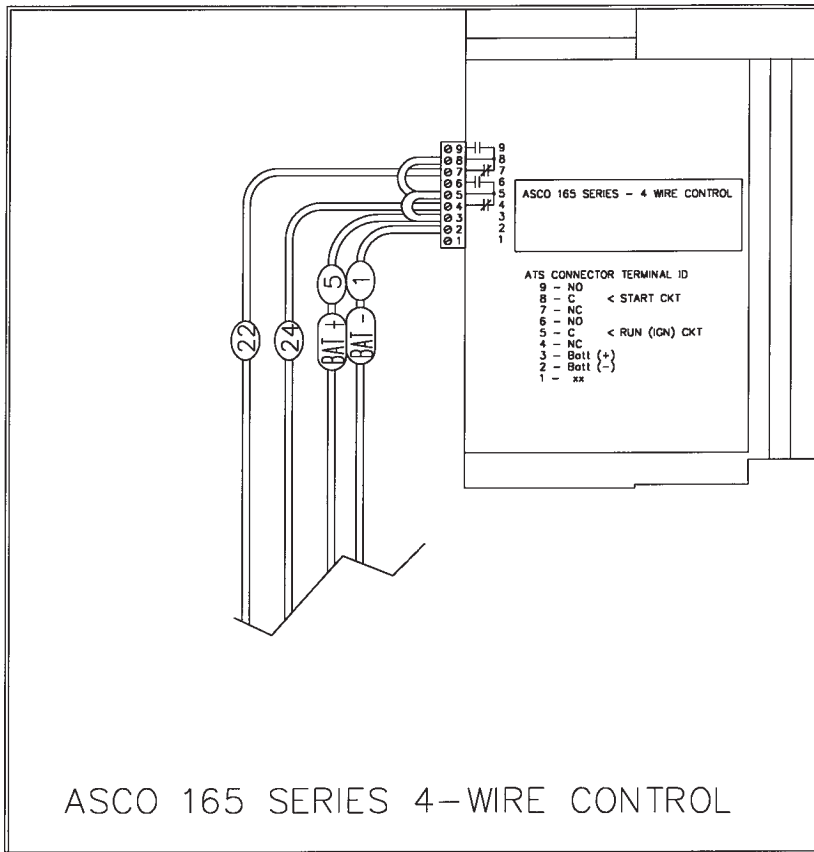 9 9
8 8
7 7
6 6
5 5
4 4
3 3
2 2
1 1
ASCO 165 SERIES - 4 WIRE CONTROL
ATS CONNECTOR TERMINAL ID
9 - NO
8 - C < START CKT
7 - NC
6 - NO
5 - C < RUN (IGN) CKT
4 - NC
3 - Batt (+)
2 - Batt (-)
1 - xx
5 1
22 24 BAT + BAT -
ASCO 165 SERIES 4-WIRE CONTROL